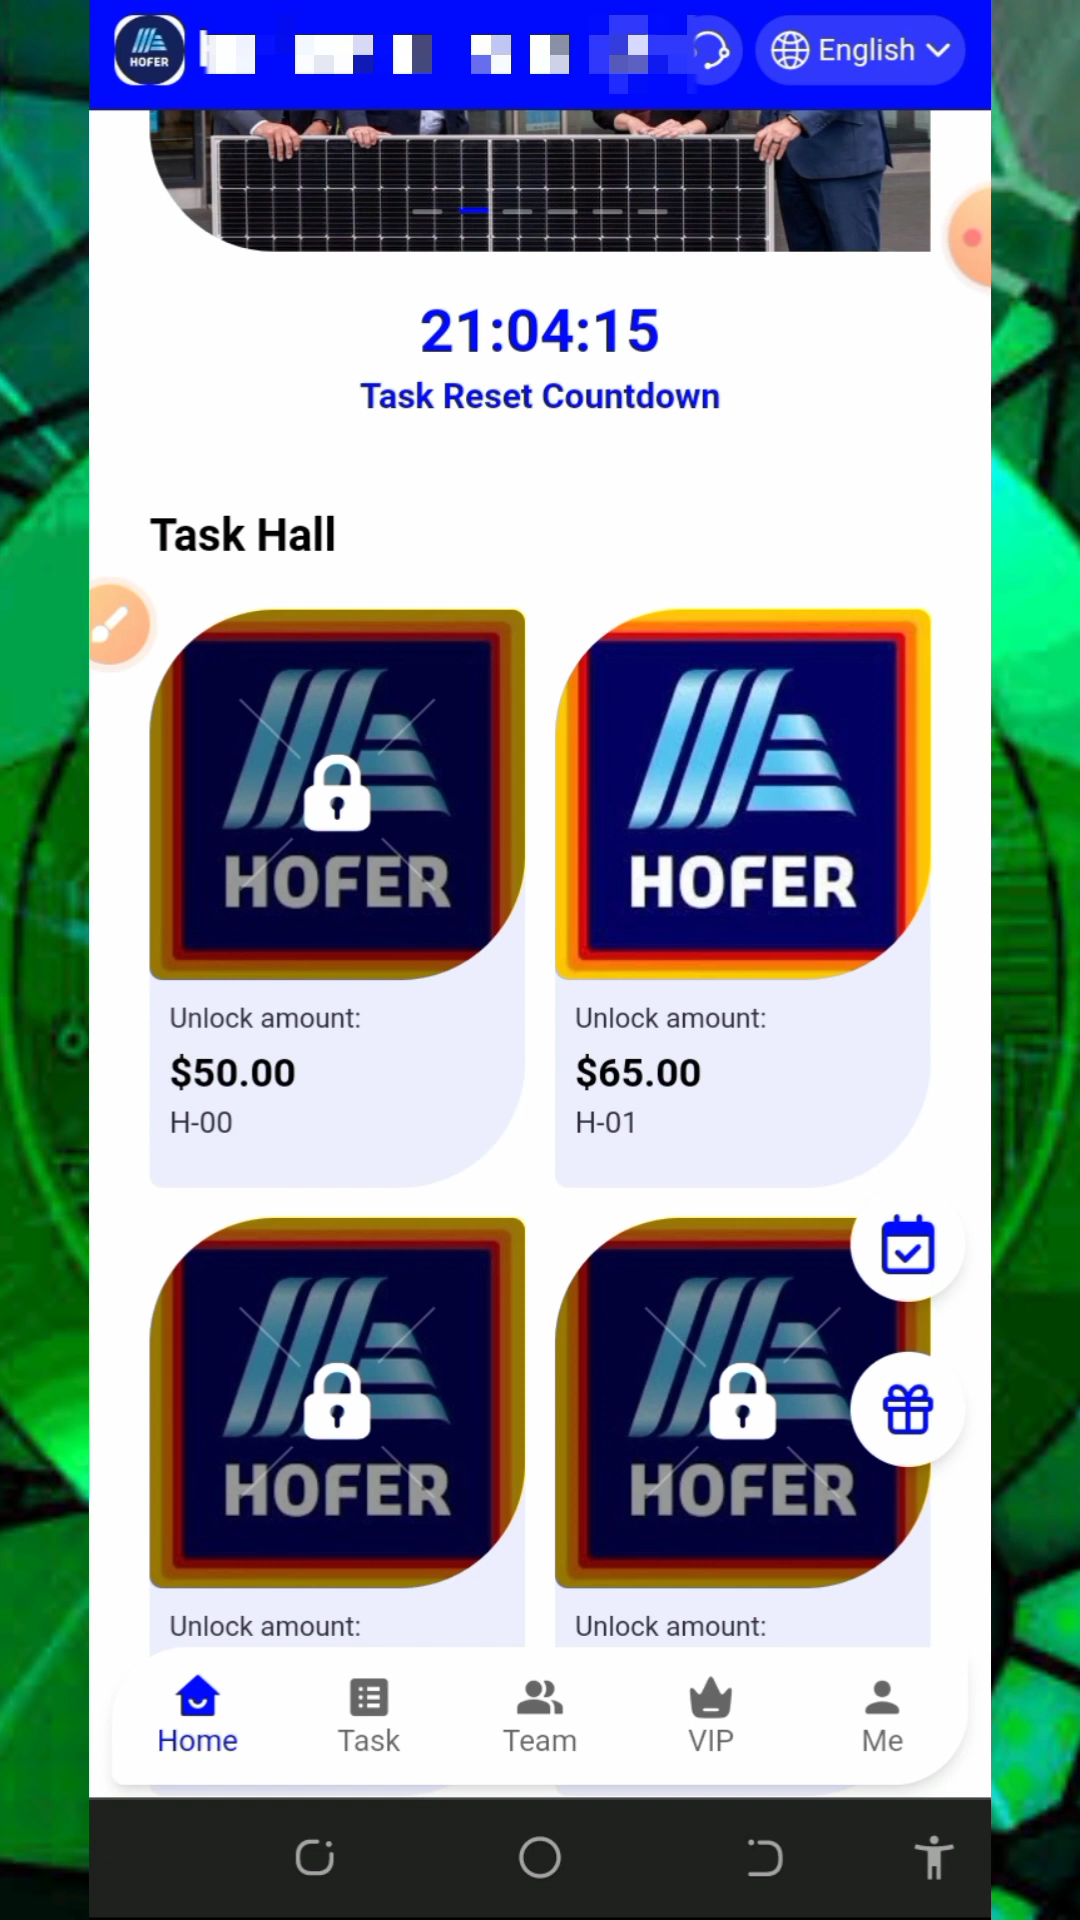 HOFER
English
21:04:15
Task Reset Countdown
Task Hall
HOFER
HOFER
Unlock amount:
Unlock amount:
$50.00
$65.00
H-00
H-01
HOFER
HOFER
Unlock amount:
Unlock amount:
Home
Task
Team
VIP
Me